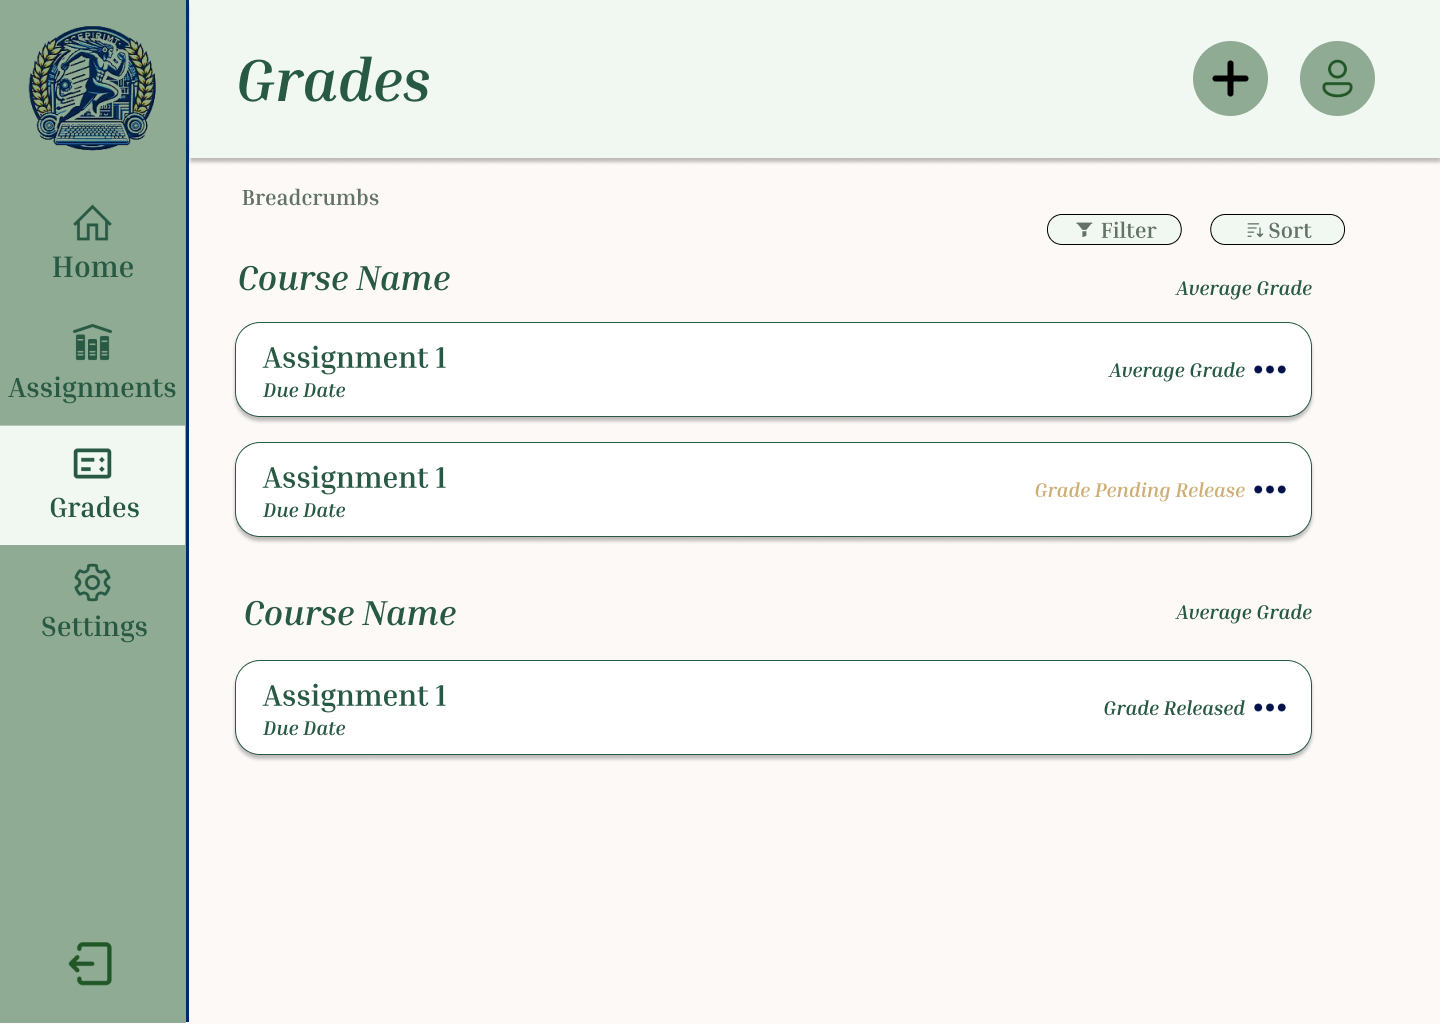 Grades
Home
Assignments
Grades
Settings
Breadcrumbs
Filter
Sort
Course Name
Average Grade
Assignment 1
Due Date
Average Grade
Assignment 1
Due Date
Grade Pending Release
Course Name
Average Grade
Assignment 1
Due Date
Grade Released